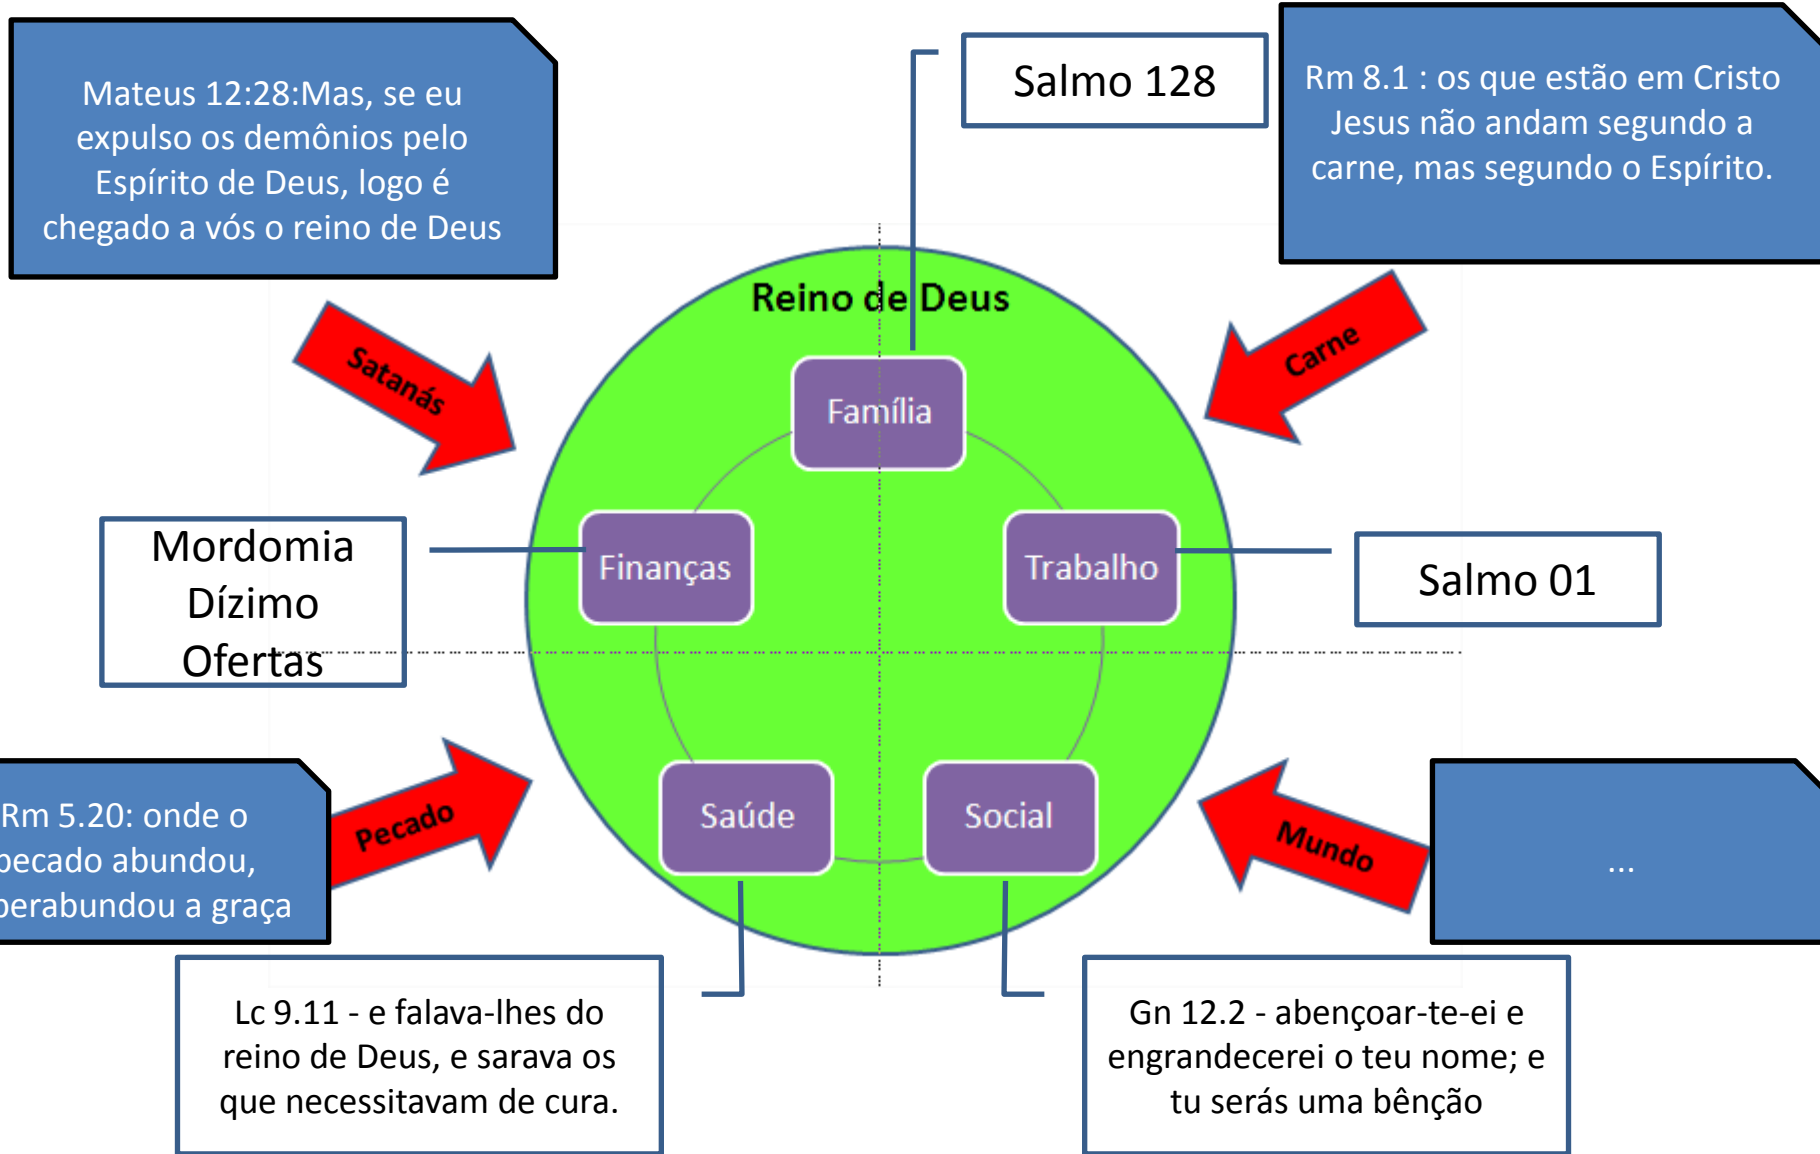 Mateus 12:28:Mas, se eu
expulso os demônios pelo
Espírito de Deus, logo é
chegado a vós o reino de Deus
Salmo 128
Rm 8.1 : os que estão em Cristo
Jesus não andam segundo a
carne, mas segundo o Espírito.
Reino de Deus
Satanás
Carne
Família
Mordomia
Dízimo
Ofertas
Finanças
Trabalho
Salmo 01
Rm 5.20: onde o
pecado abundou,
perabundou a graça
Pecado
Saúde
Social
Mundo
...
Lc 9.11 - e falava-lhes do
reino de Deus, e sarava os
que necessitavam de cura.
Gn 12.2 - abençoar-te-ei e
engrandecerei o teu nome; e
tu serás uma bênção